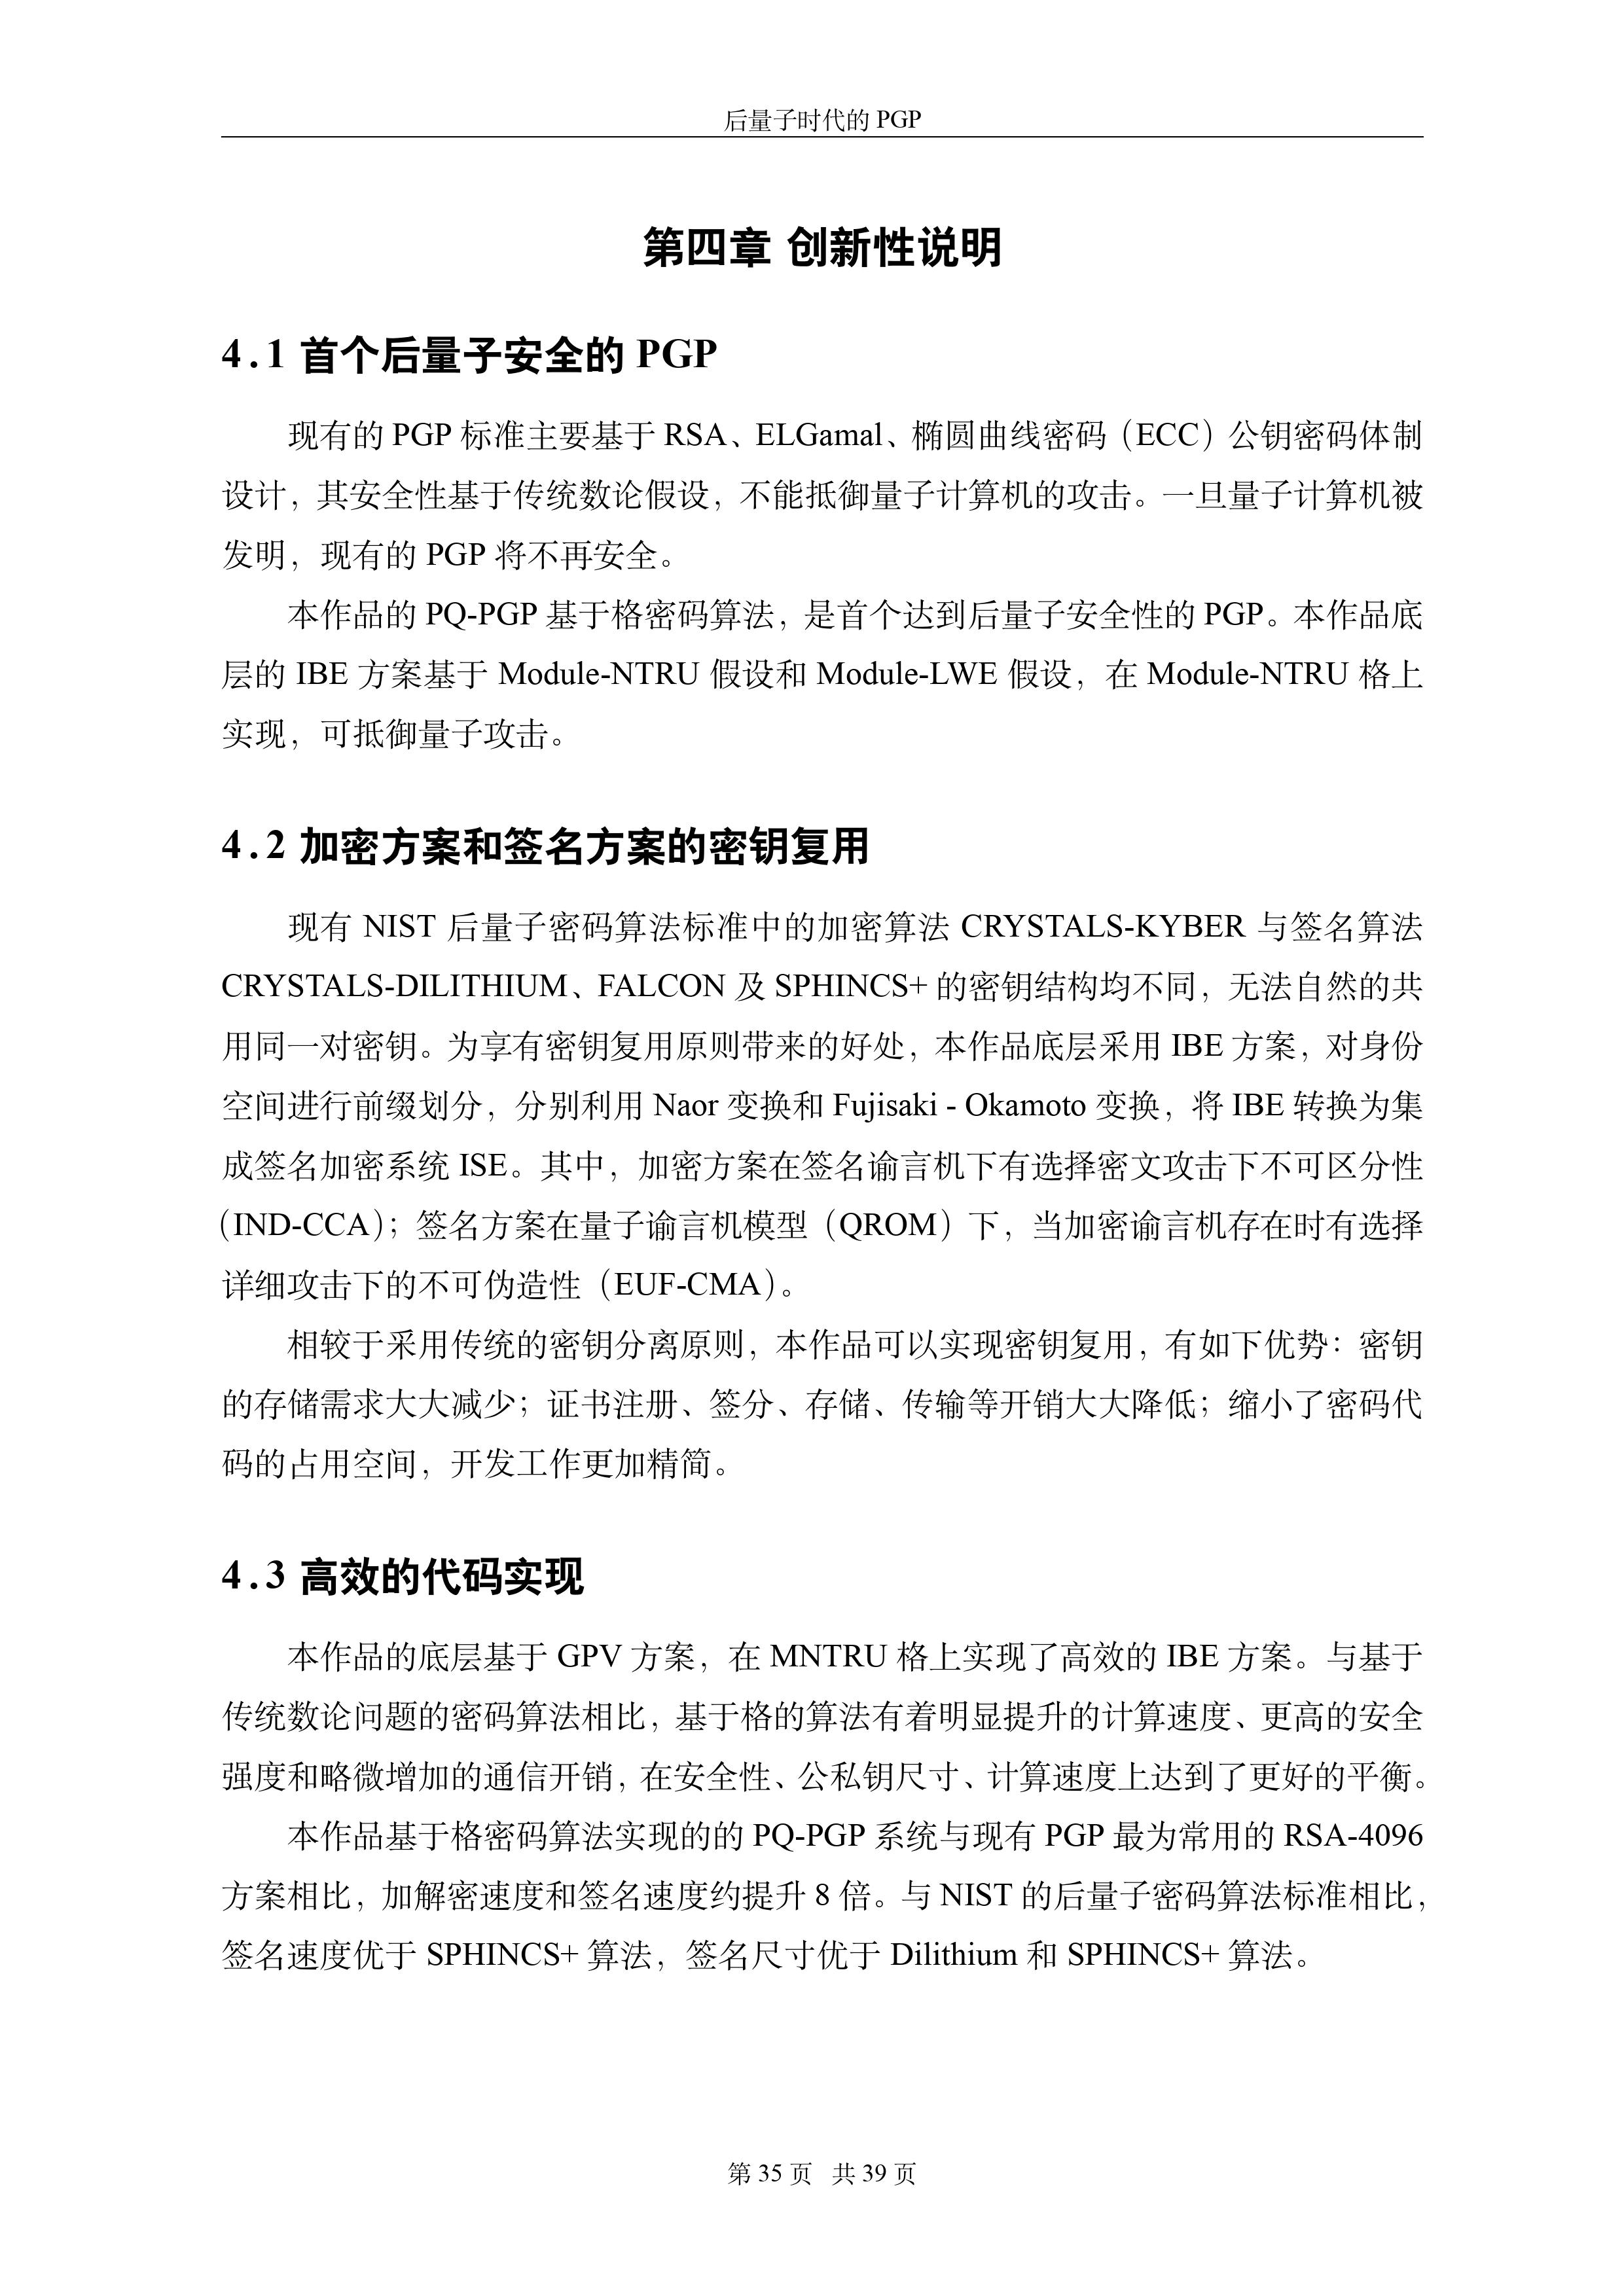 后量子时代的 PGP
第四章 创新性说明
4.1 首个后量子安全的 PGP
现有的 PGP 标准主要基于 RSA、ELGamal、椭圆曲线密码（ECC）公钥密码体制
设计，其安全性基于传统数论假设，不能抵御量子计算机的攻击。一旦量子计算机被
发明，现有的 PGP 将不再安全。
本作品的 PQ-PGP 基于格密码算法，是首个达到后量子安全性的 PGP。本作品底
层的 IBE 方案基于 Module-NTRU 假设和 Module-LWE 假设，在 Module-NTRU 格上
实现，可抵御量子攻击。
4.2 加密方案和签名方案的密钥复用
现有 NIST 后量子密码算法标准中的加密算法 CRYSTALS-KYBER 与签名算法
CRYSTALS-DILITHIUM、FALCON 及 SPHINCS+ 的密钥结构均不同，无法自然的共
用同一对密钥。为享有密钥复用原则带来的好处，本作品底层采用 IBE 方案，对身份
空间进行前缀划分，分别利用 Naor 变换和 Fujisaki - Okamoto 变换，将 IBE 转换为集
成签名加密系统 ISE。其中，加密方案在签名谕言机下有选择密文攻击下不可区分性
（IND-CCA）；签名方案在量子谕言机模型（QROM）下，当加密谕言机存在时有选择
详细攻击下的不可伪造性（EUF-CMA）。
相较于采用传统的密钥分离原则，本作品可以实现密钥复用，有如下优势：密钥
的存储需求大大减少；证书注册、签分、存储、传输等开销大大降低；缩小了密码代
码的占用空间，开发工作更加精简。
4.3 高效的代码实现
本作品的底层基于 GPV 方案，在 MNTRU 格上实现了高效的 IBE 方案。与基于
传统数论问题的密码算法相比，基于格的算法有着明显提升的计算速度、更高的安全
强度和略微增加的通信开销，在安全性、公私钥尺寸、计算速度上达到了更好的平衡。
本作品基于格密码算法实现的的 PQ-PGP 系统与现有 PGP 最为常用的 RSA-4096
方案相比，加解密速度和签名速度约提升 8 倍。与 NIST 的后量子密码算法标准相比，
签名速度优于 SPHINCS+ 算法，签名尺寸优于 Dilithium 和 SPHINCS+ 算法。
第 35 页 共 39 页